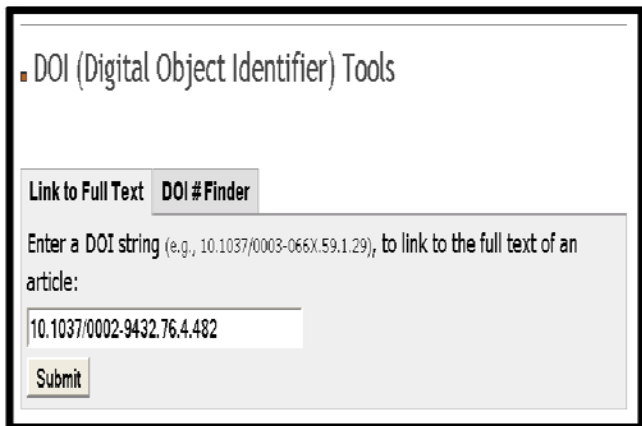 DOI (Digital Object Identifier) Tools
Link to Full Text DOI # Finder
Enter a DOI string (e.g., 10.1037/0003-066X.59.1.29), to link to the full text of an
article:
10.1037/0002-9432.76.4.482
Submit